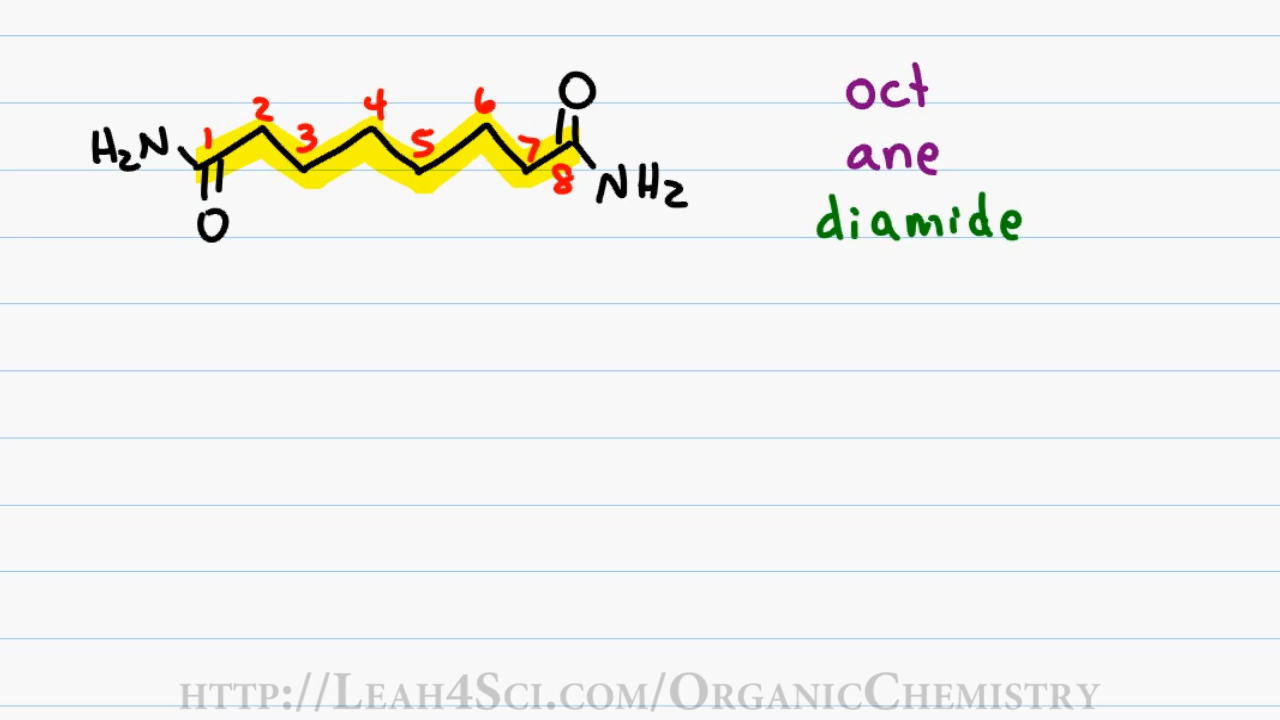 O
2 4 6
H₂N 1 3 5 7 oct
8 NH₂ ane
O diamide
http://Leah4Sci.com/OrganicChemistry